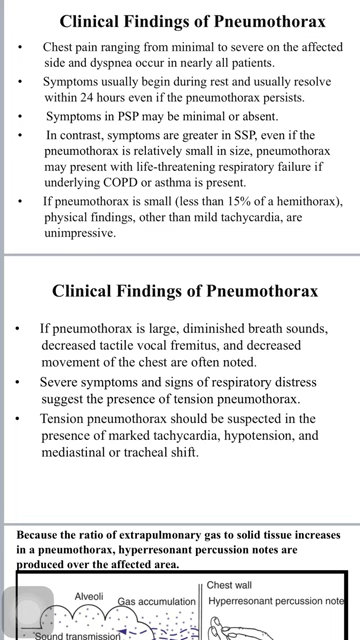 Clinical Findings of Pneumothorax
• Chest pain ranging from minimal to severe on the affected
side and dyspnea occur in nearly all patients.
• Symptoms usually begin during rest and usually resolve
within 24 hours even if the pneumothorax persists.
• Symptoms in PSP may be minimal or absent.
• In contrast, symptoms are greater in SSP, even if the
pneumothorax is relatively small in size, pneumothorax
may present with life-threatening respiratory failure if
underlying COPD or asthma is present.
• If pneumothorax is small (less than 15% of a hemithorax),
physical findings, other than mild tachycardia, are
unimpressive.
Clinical Findings of Pneumothorax
• If pneumothorax is large, diminished breath sounds,
decreased tactile vocal fremitus, and decreased
movement of the chest are often noted.
• Severe symptoms and signs of respiratory distress
suggest the presence of tension pneumothorax.
• Tension pneumothorax should be suspected in the
presence of marked tachycardia, hypotension, and
mediastinal or tracheal shift.
Because the ratio of extrapulmonary gas to solid tissue increases
in a pneumothorax, hyperresonant percussion notes are
produced over the affected area.
Chest wall
Alveoli Gas accumulation Hyperresonant percussion note
Sound transmission